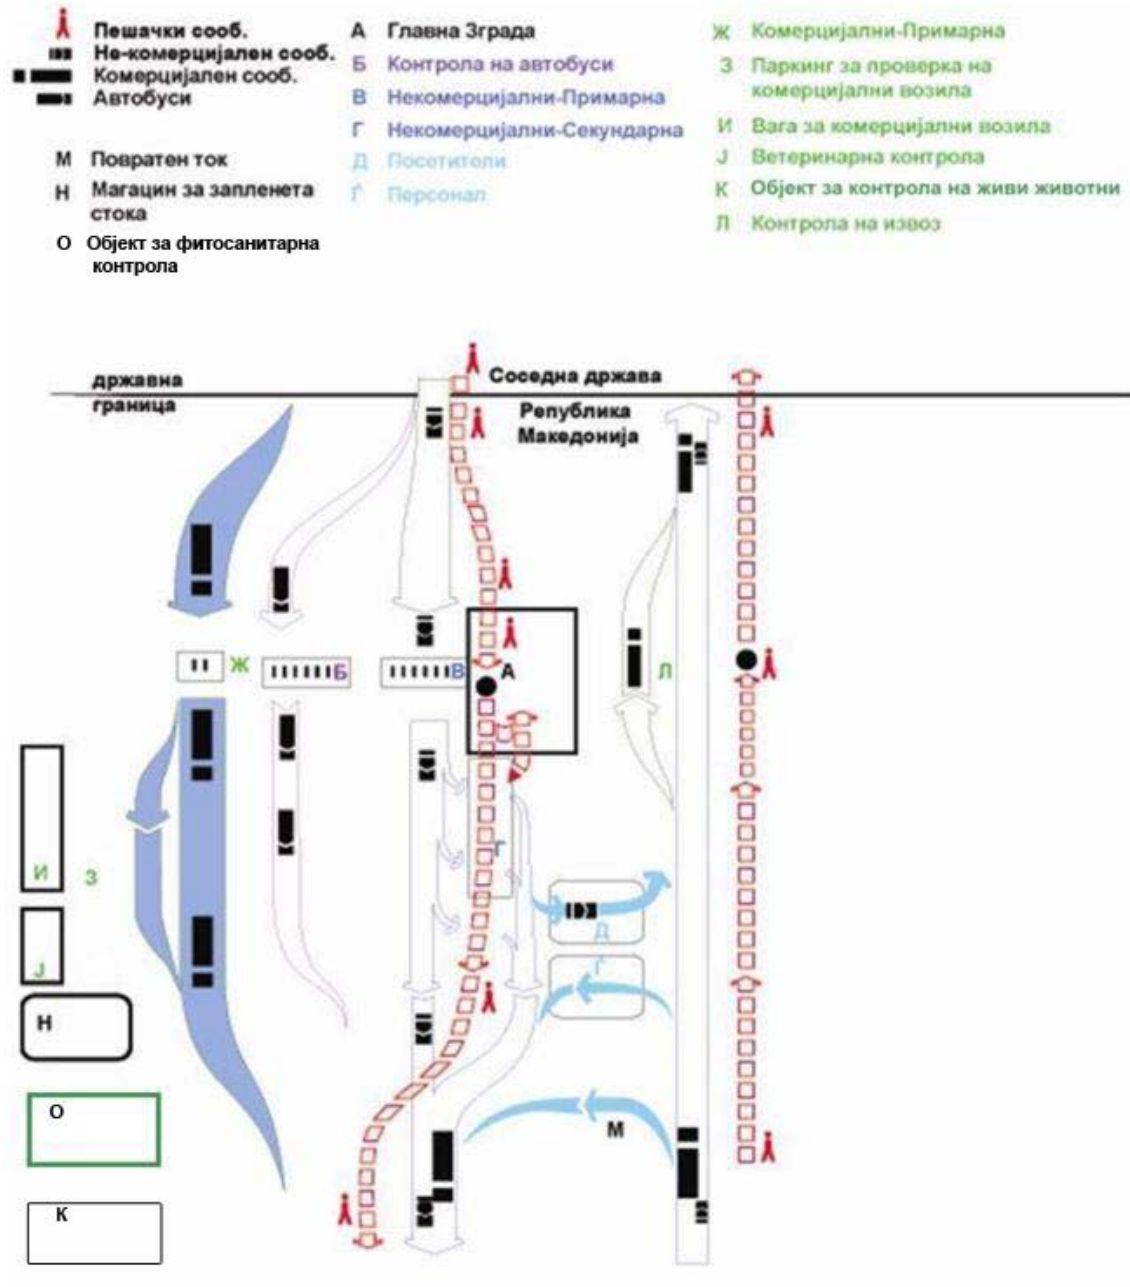 Пешачки сооб.
Не-комерцијален сооб.
Комерцијален сооб.
Автобуси
М Повратен ток
Н Магацин за запленета
стока
О Објект за фитосанитарна
контрола
А Главна Зграда
Б Контрола на автобуси
В Некомерцијални-Примарна
Г Некомерцијални-Секундарна
Д Посетители
Ѓ Персонал
Ж Комерцијални-Примарна
З Паркинг за проверка на
комерцијални возила
И Вага за комерцијални возила
Ј Ветеринарна контрола
К Објект за контрола на живи животни
Л Контрола на извоз
државна
граница
Соседна држава
Република
Македонија
Ж
Б
В
А
Л
И
З
Г
Д
Ј
Ѓ
Н
О
М
К